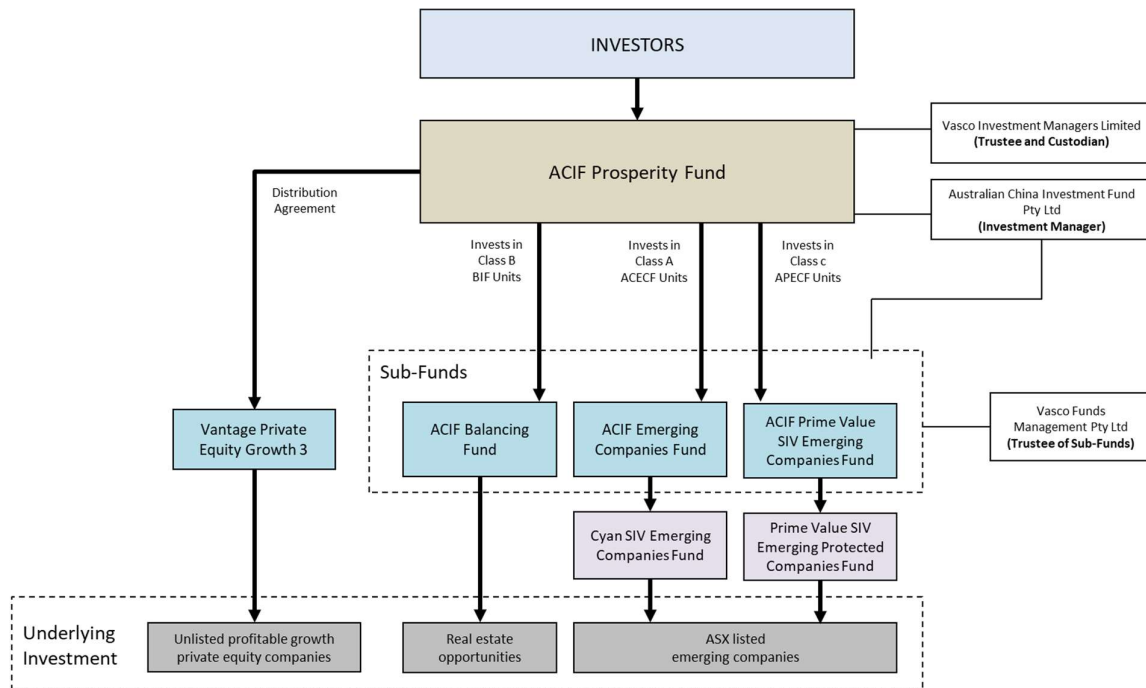 INVESTORS
ACIF Prosperity Fund
Vasco Investment Managers Limited
(Trustee and Custodian)
Australian China Investment Fund
Pty Ltd
(Investment Manager)
Distribution
Agreement
Invests in
Class B
BIF Units
Invests in
Class A
ACECF Units
Invests in
Class c
APECF Units
Sub-Funds
Vantage Private
Equity Growth 3
ACIF Balancing
Fund
ACIF Emerging
Companies Fund
ACIF Prime Value
SIV Emerging
Companies Fund
Vasco Funds
Management Pty Ltd
(Trustee of Sub-Funds)
Cyan SIV Emerging
Companies Fund
Prime Value SIV
Emerging Protected
Companies Fund
Underlying
Investment
Unlisted profitable growth
private equity companies
Real estate
opportunities
ASX listed
emerging companies